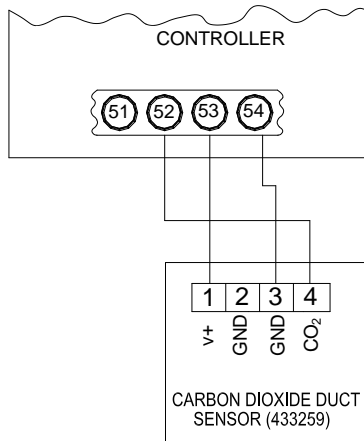 CONTROLLER
51 52 53 54
1 2 3 4
v+ GND GND CO₂
CARBON DIOXIDE DUCT
SENSOR (433259)